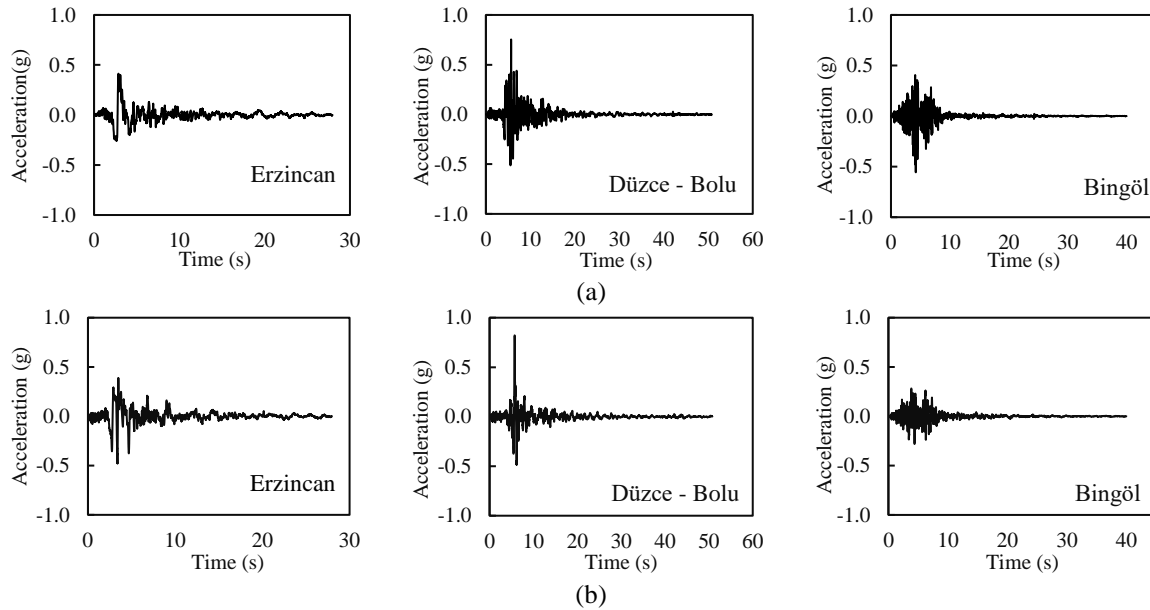 1.0
0.5
0.0
-0.5
-1.0
Acceleration(g)
Erzincan
0 10 20 30
Time (s)
1.0
0.5
0.0
-0.5
-1.0
Acceleration (g)
Düzce - Bolu
0 10 20 30 40 50 60
Time (s)
1.0
0.5
0.0
-0.5
-1.0
Acceleration (g)
Bingöl
0 10 20 30 40
Time (s)
(a)
1.0
0.5
0.0
-0.5
-1.0
Acceleration (g)
Erzincan
0 10 20 30
Time (s)
1.0
0.5
0.0
-0.5
-1.0
Acceleration (g)
Düzce - Bolu
0 10 20 30 40 50 60
Time (s)
1.0
0.5
0.0
-0.5
-1.0
Acceleration (g)
Bingöl
0 10 20 30 40
Time (s)
(b)